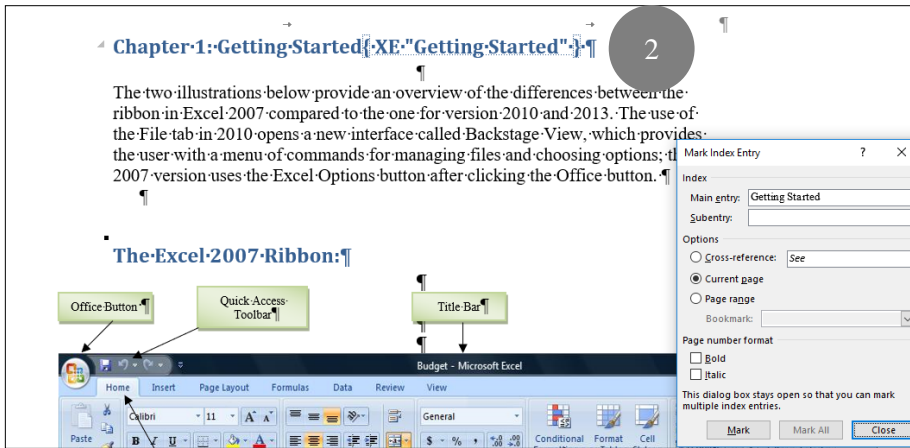 Chapter 1: Getting Started{ XE "Getting Started" }¶
2
¶
¶
The two illustrations below provide an overview of the differences between the
ribbon in Excel 2007 compared to the one for version 2010 and 2013. The use of
the File tab in 2010 opens a new interface called Backstage View, which provides
the user with a menu of commands for managing files and choosing options;
2007 version uses the Excel Options button after clicking the Office button. ¶
¶
The Excel 2007 Ribbon:¶
¶
Office Button ¶
Quick Access
Toolbar¶
Title Bar¶
¶
¶
Budget - Microsoft Excel
Home Insert Page Layout Formulas Data Review View
Calibri 11 A A General
Paste B I U $ % , .0 .00 .00 .0 Conditional Format Cell
Mark Index Entry ? ×
Index
Main entry: Getting Started
Subentry:
Options
Cross-reference: See
Current page
Page range
Bookmark:
Page number format
Bold
Italic
This dialog box stays open so that you can mark
multiple index entries.
Mark Mark All Close